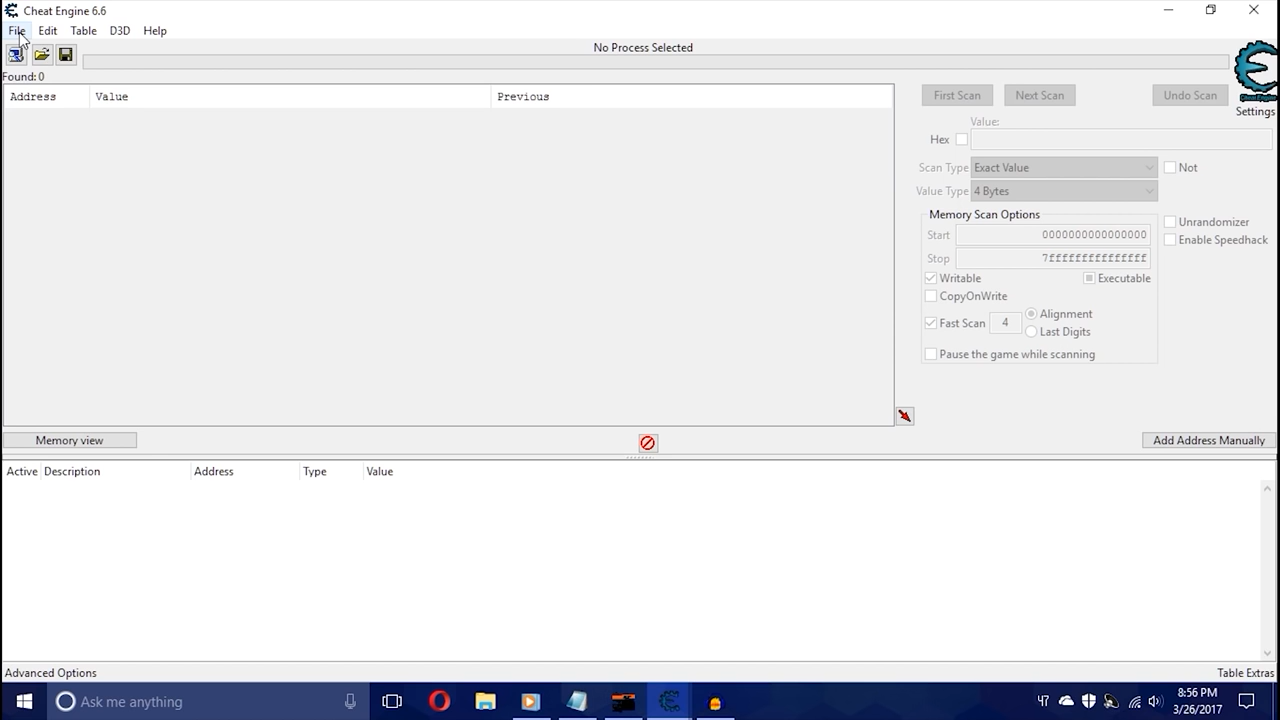 Cheat Engine 6.6
File Edit Table D3D Help
No Process Selected
Found: 0
Address Value Previous
First Scan Next Scan Undo Scan
Cheat Engine
Settings
Value:
Hex
Scan Type Exact Value Not
Value Type 4 Bytes
Memory Scan Options
Start 0000000000000000
Unrandomizer
Stop 7fffffffffffffff
Enable Speedhack
Writable Executable
CopyOnWrite
Fast Scan 4 Alignment
Last Digits
Pause the game while scanning
Memory view Add Address Manually
Active Description Address Type Value
Advanced Options Table Extras
Ask me anything
8:56 PM
3/26/2017